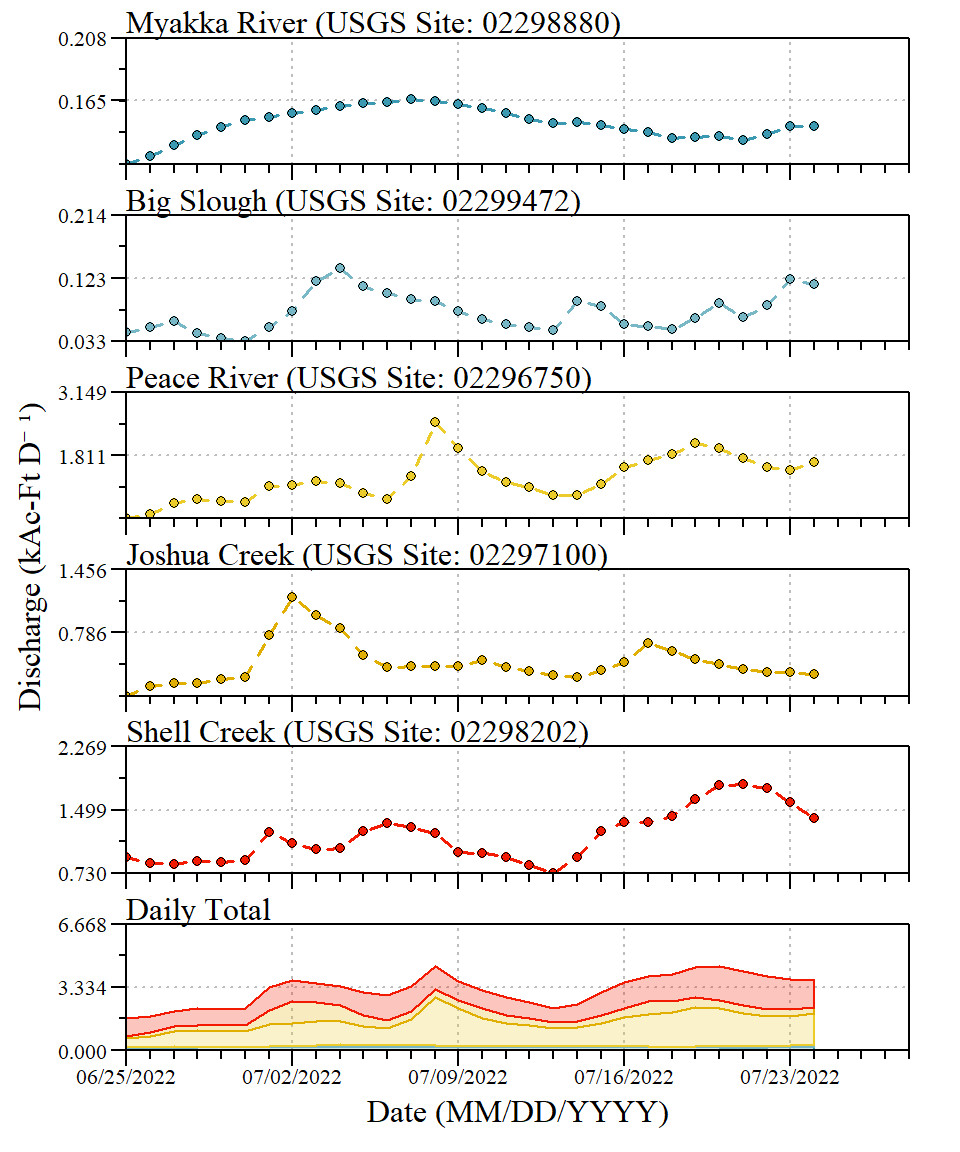 Myakka River (USGS Site: 02298880)
0.208
0.165
Big Slough (USGS Site: 02299472)
0.214
0.123
0.033
Peace River (USGS Site: 02296750)
3.149
1.811
Joshua Creek (USGS Site: 02297100)
1.456
0.786
Shell Creek (USGS Site: 02298202)
2.269
1.499
0.730
Daily Total
6.668
3.334
0.000
06/25/2022 07/02/2022 07/09/2022 07/16/2022 07/23/2022
Date (MM/DD/YYYY)
Discharge (kAc-Ft D⁻¹)